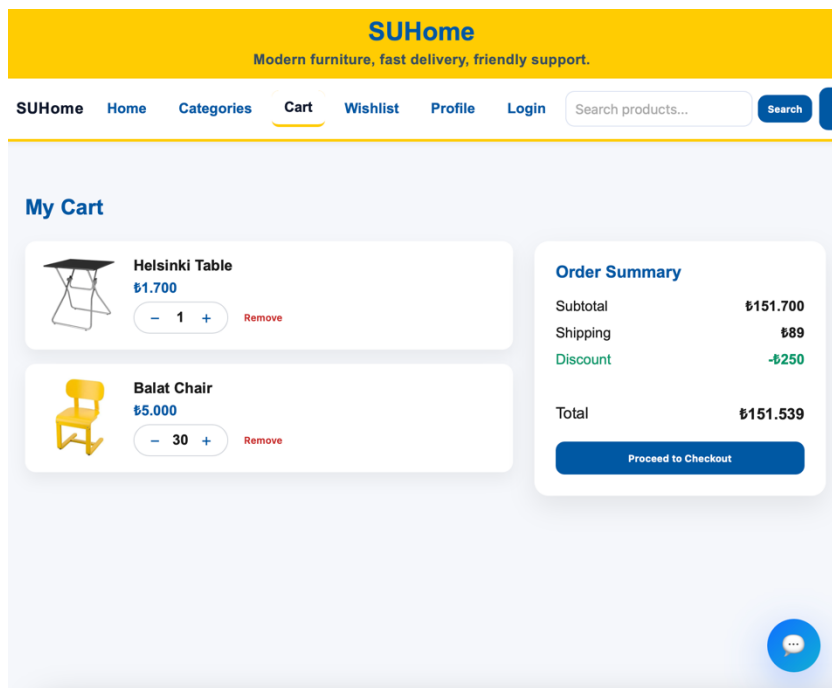 SUHome
Modern furniture, fast delivery, friendly support.
SUHome Home Categories Cart Wishlist Profile Login Search products... Search
My Cart
Helsinki Table
₺1.700
− 1 +
Remove
Balat Chair
₺5.000
− 30 +
Remove
Order Summary
Subtotal ₺151.700
Shipping ₺89
Discount -₺250
Total ₺151.539
Proceed to Checkout